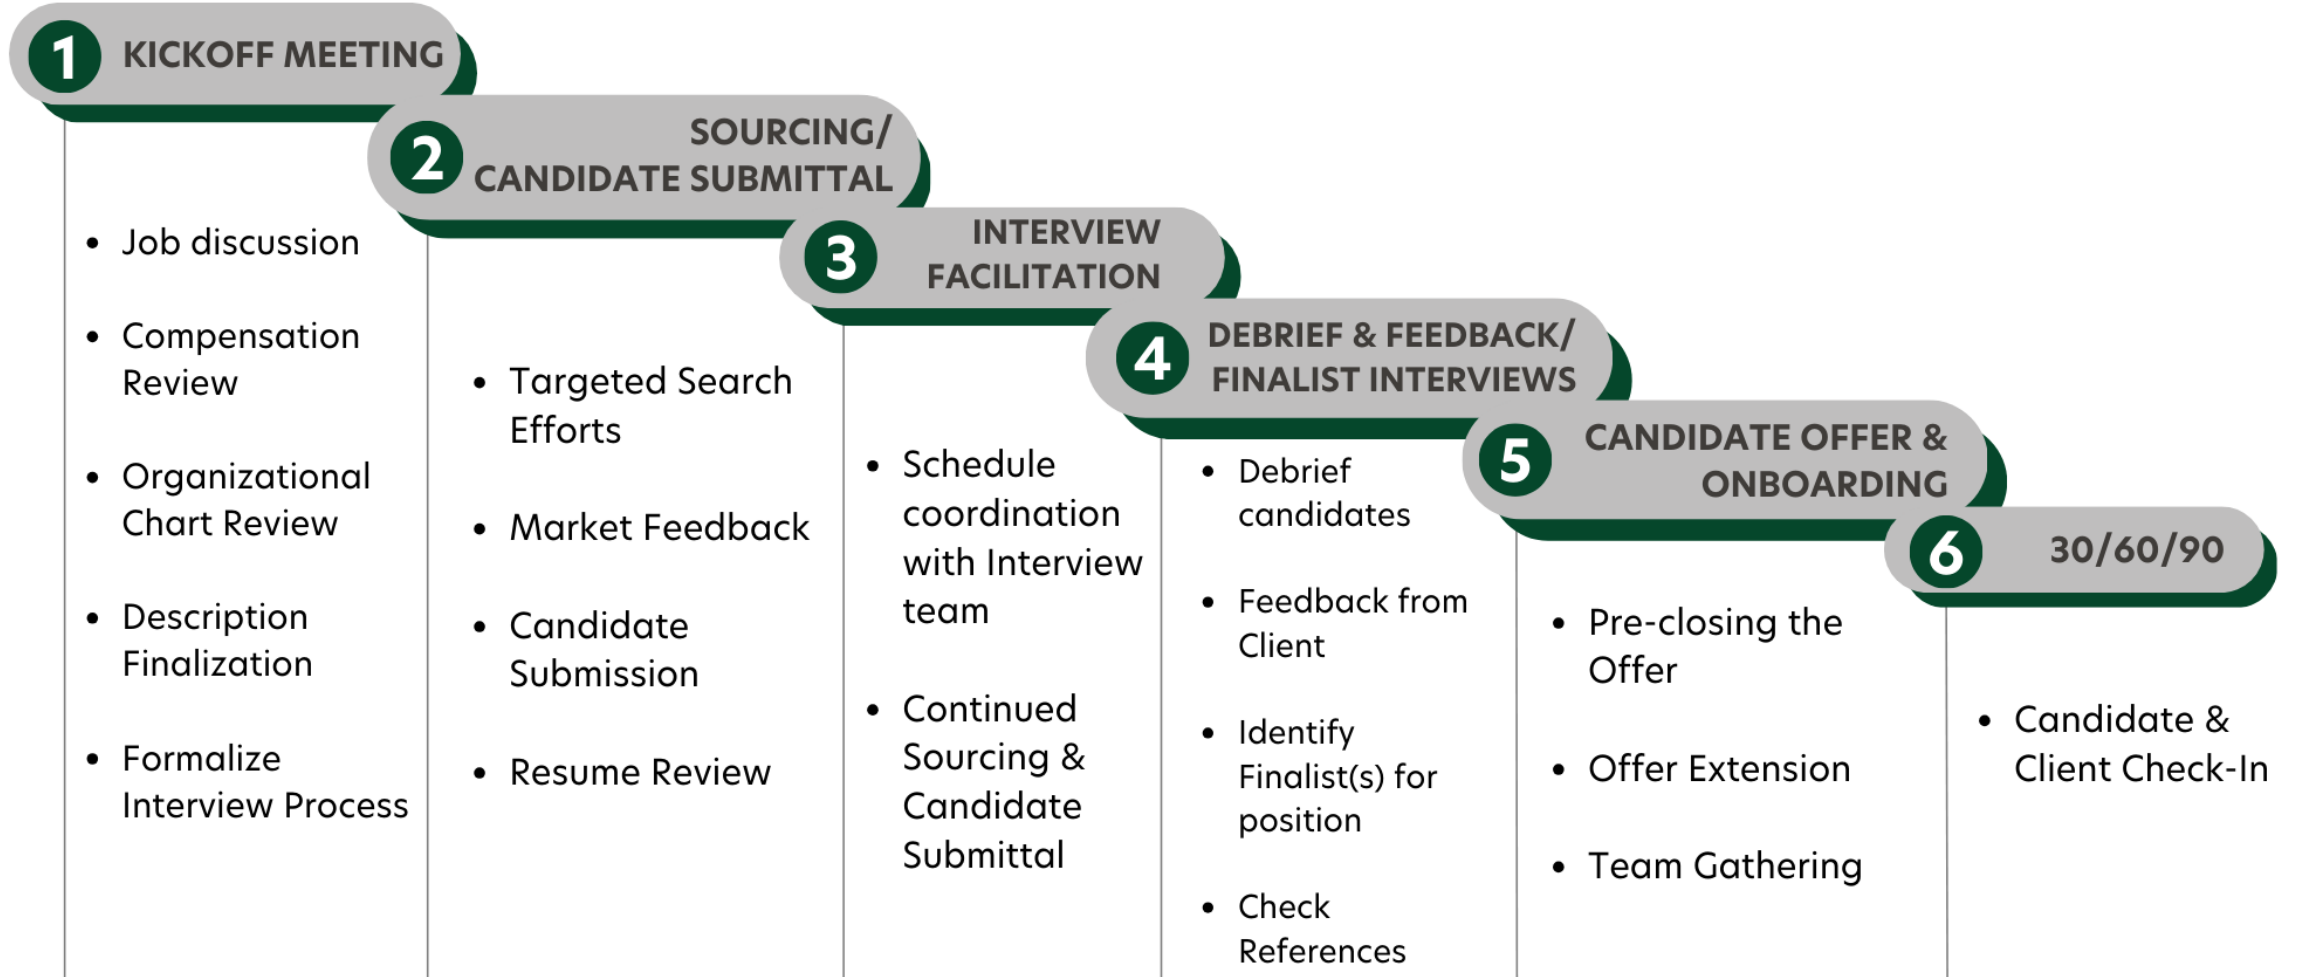 1 KICKOFF MEETING
• Job discussion
• Compensation
Review
• Organizational
Chart Review
• Description
Finalization
• Formalize
Interview Process
2 SOURCING/
CANDIDATE SUBMITTAL
• Targeted Search
Efforts
• Market Feedback
• Candidate
Submission
• Resume Review
3 INTERVIEW
FACILITATION
• Schedule
coordination
with Interview
team
• Continued
Sourcing &
Candidate
Submittal
4 DEBRIEF & FEEDBACK/
FINALIST INTERVIEWS
• Debrief
candidates
• Feedback from
Client
• Identify
Finalist(s) for
position
• Check
References
5 CANDIDATE OFFER &
ONBOARDING
• Pre-closing the
Offer
• Offer Extension
• Team Gathering
6 30/60/90
• Candidate &
Client Check-In